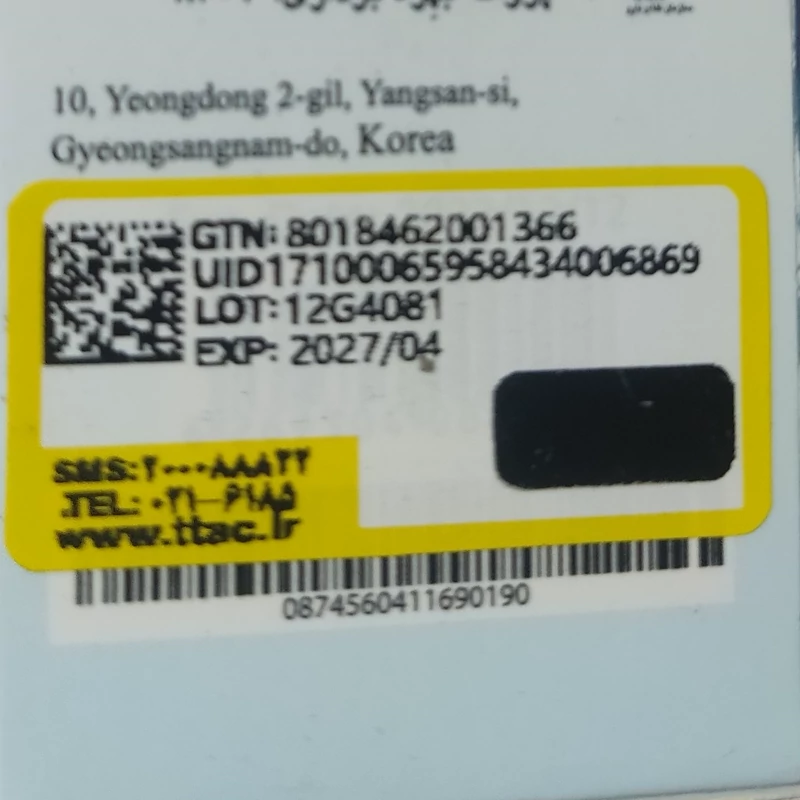 10, Yeongdong 2-gil, Yangsan-si,
Gyeongsangnam-do, Korea
GTN: 8018462001366
UID17100065958434006869
LOT:12G4081
EXP: 2027/04
SMS:۲۰۰۰۸۸۸۲۲
TEL: ۰۲۱-۶۱۸۵
www.ttac.Ir
0874560411690190